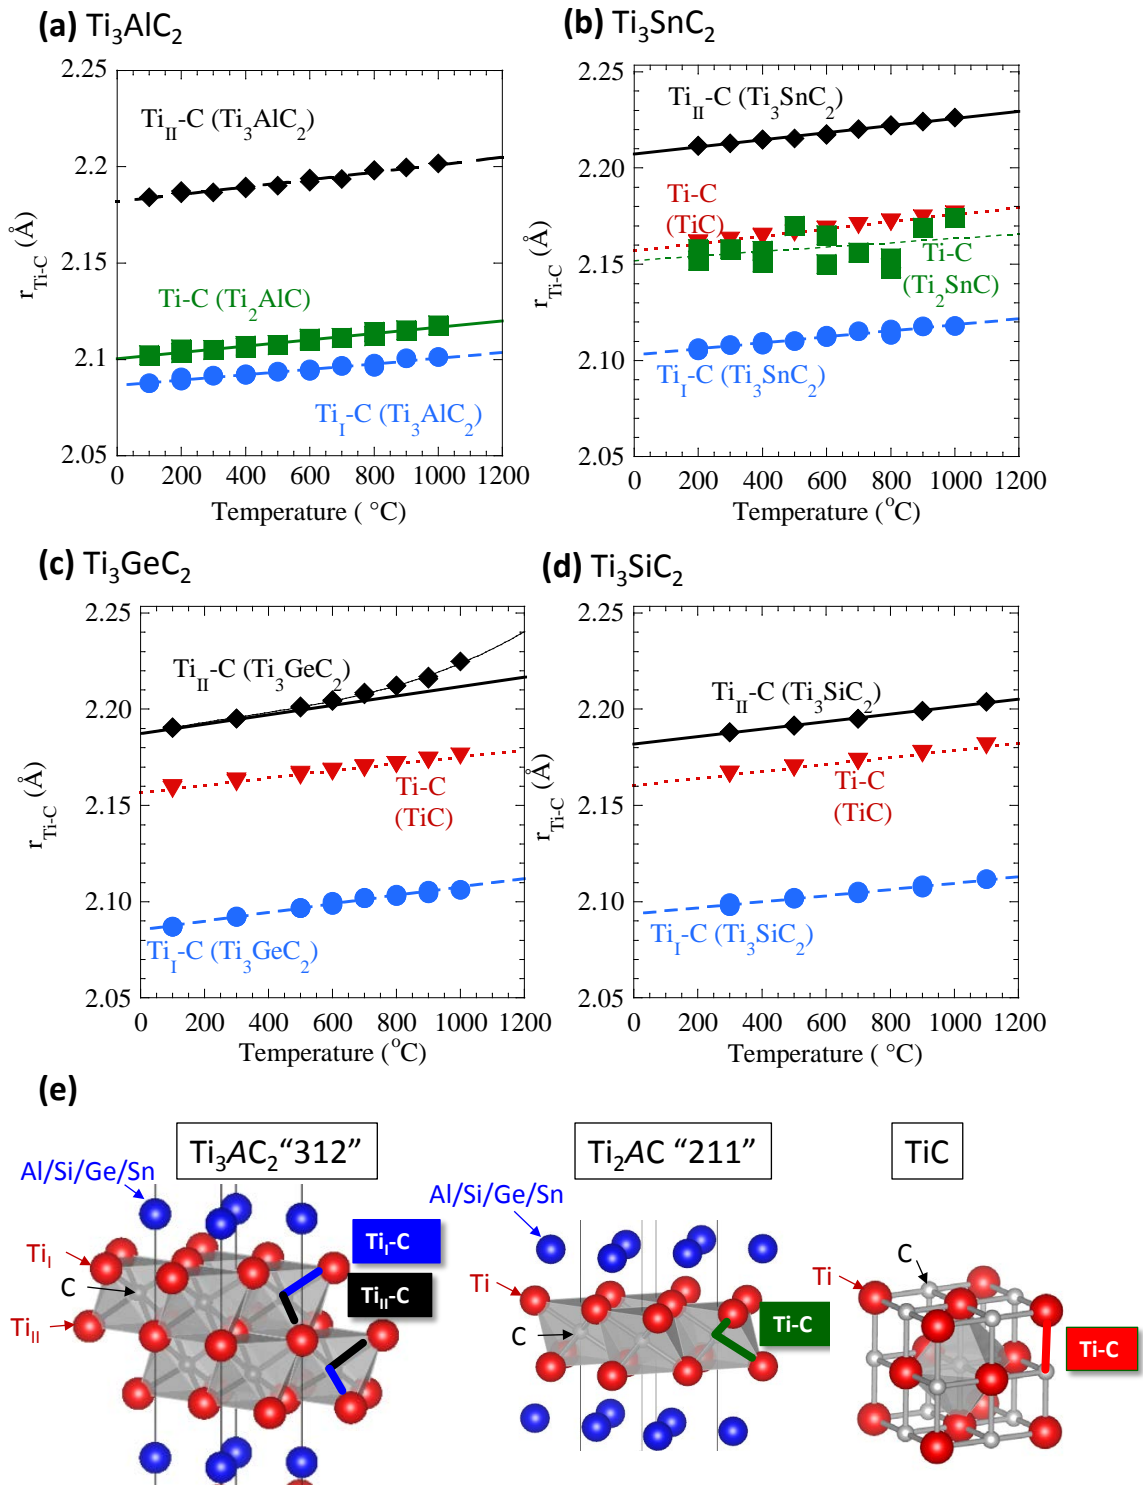 (a) Ti3AlC2
2.25
2.2
2.15
2.10
2.05
rTi-C (Å)
TiII-C (Ti3AlC2)
Ti-C (Ti2AlC)
TiI-C (Ti3AlC2)
0 200 400 600 800 1000 1200
Temperature ( °C)
(b) Ti3SnC2
2.25
2.20
2.15
2.10
2.05
rTi-C (Å)
TiII-C (Ti3SnC2)
Ti-C
(TiC)
Ti-C
(Ti2SnC)
TiI-C (Ti3SnC2)
0 200 400 600 800 1000 1200
Temperature (oC)
(c) Ti3GeC2
2.25
2.20
2.15
2.10
2.05
rTi-C (Å)
TiII-C (Ti3GeC2)
Ti-C
(TiC)
TiI-C (Ti3GeC2)
0 200 400 600 800 1000 1200
Temperature (oC)
(d) Ti3SiC2
2.25
2.20
2.15
2.10
2.05
rTi-C (Å)
TiII-C (Ti3SiC2)
Ti-C
(TiC)
TiI-C (Ti3SiC2)
0 200 400 600 800 1000 1200
Temperature ( °C)
(e)
Ti3AC2 “312”
Al/Si/Ge/Sn
TiI
C
TiII
TiI-C
TiII-C
Ti2AC “211”
Al/Si/Ge/Sn
Ti
C
Ti-C
TiC
C
Ti
Ti-C